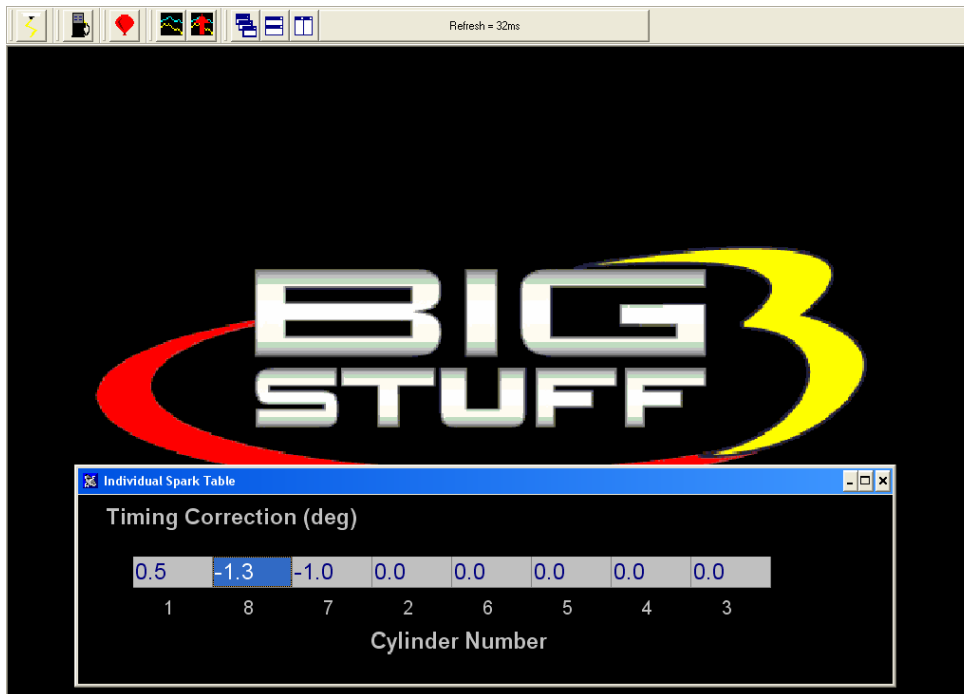 Refresh = 32ms
BIG 3
STUFF
Individual Spark Table
Timing Correction (deg)
0.5 -1.3 -1.0 0.0 0.0 0.0 0.0 0.0
1 8 7 2 6 5 4 3
Cylinder Number